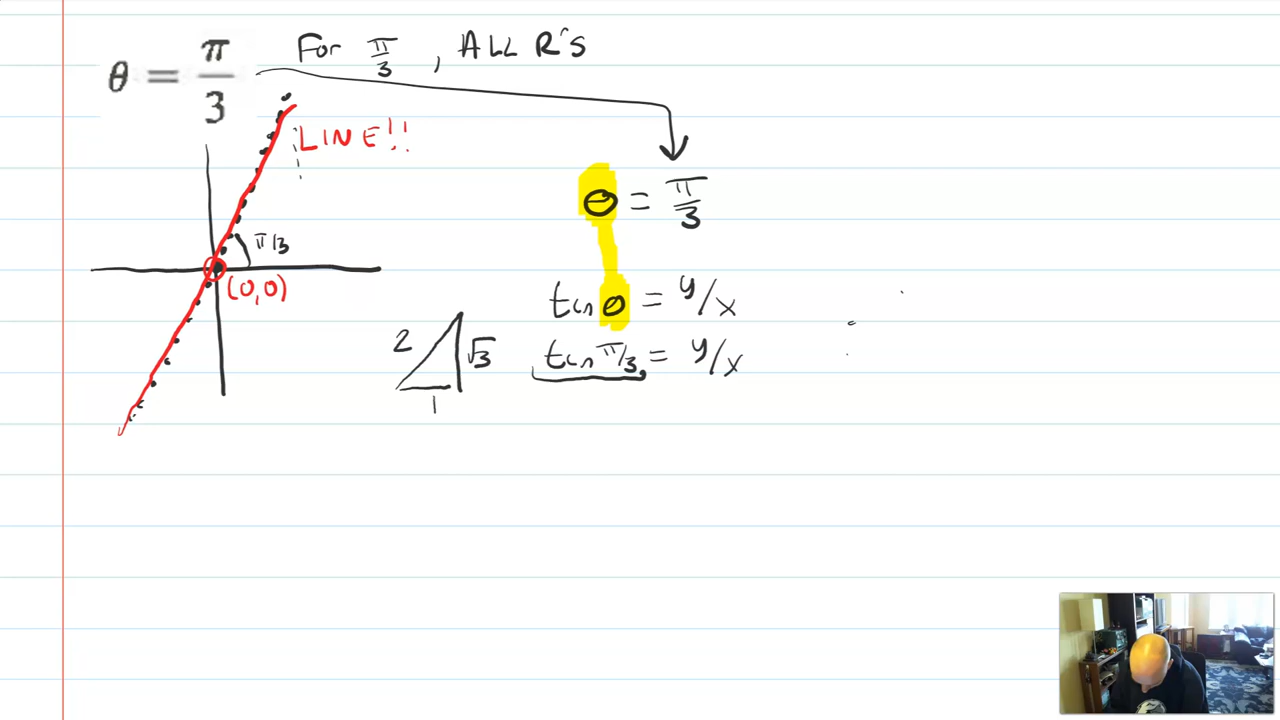 θ = π/3
For π/3, ALL R'S
LINE!!
θ = π/3
π/3
(0,0)
tan θ = y/x
2
√3
1
tan π/3 = y/x